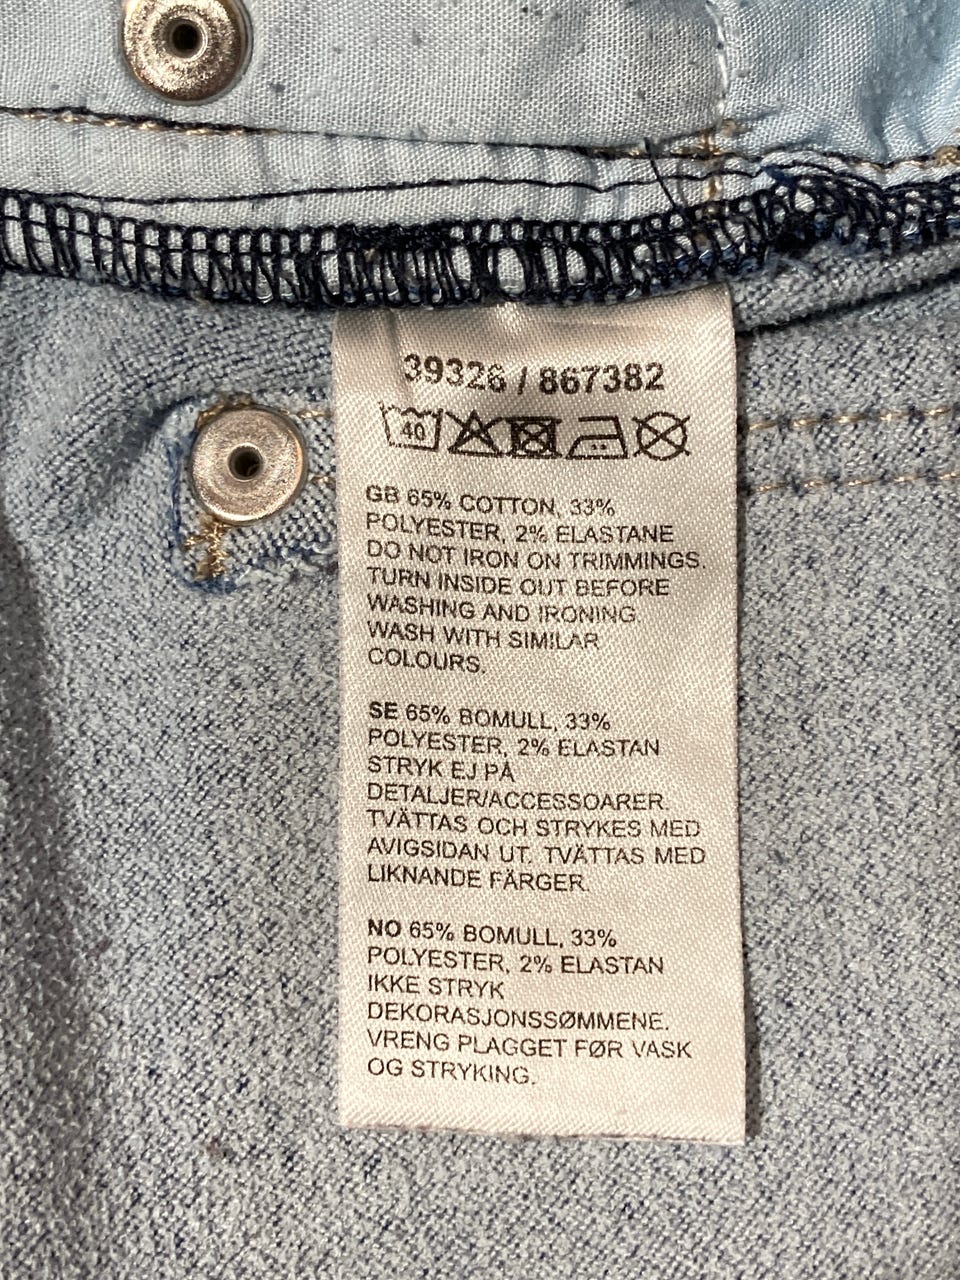 39326 / 867382
40
GB 65% COTTON, 33%
POLYESTER, 2% ELASTANE
DO NOT IRON ON TRIMMINGS.
TURN INSIDE OUT BEFORE
WASHING AND IRONING.
WASH WITH SIMILAR
COLOURS.
SE 65% BOMULL, 33%
POLYESTER, 2% ELASTAN
STRYK EJ PÅ
DETALJER/ACCESSOARER.
TVÄTTAS OCH STRYKES MED
AVIGSIDAN UT. TVÄTTAS MED
LIKNANDE FÄRGER.
NO 65% BOMULL, 33%
POLYESTER, 2% ELASTAN
IKKE STRYK
DEKORASJONSSØMMENE.
VRENG PLAGGET FØR VASK
OG STRYKING.